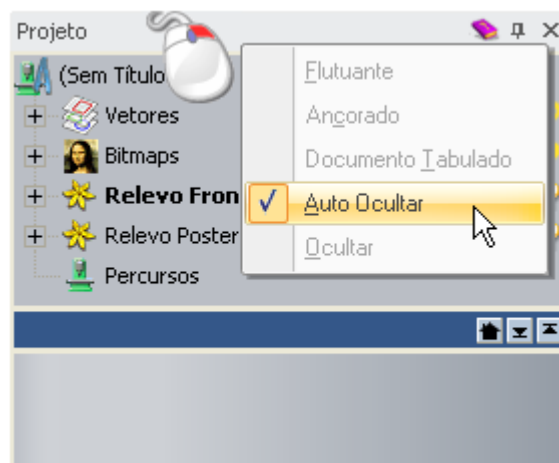 Projeto
(Sem Título
Vetores
Bitmaps
Relevo Fron
Relevo Poster
Percursos
Flutuante
Ancorado
Documento Tabulado
Auto Ocultar
Ocultar